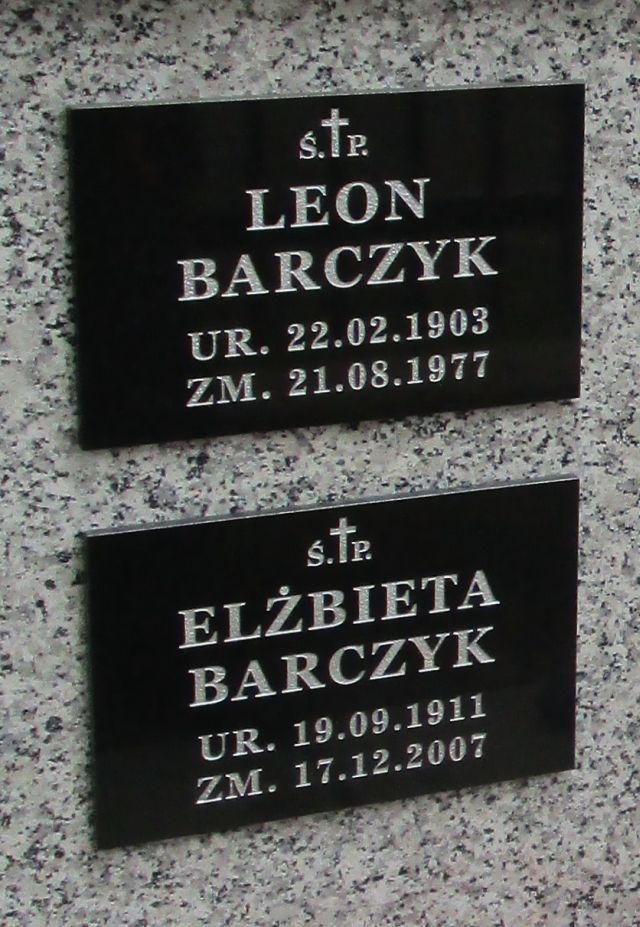 Ś.✝P.
LEON
BARCZYK
UR. 22.02.1903
ZM. 21.08.1977
Ś.✝P.
ELŻBIETA
BARCZYK
UR. 19.09.1911
ZM. 17.12.2007